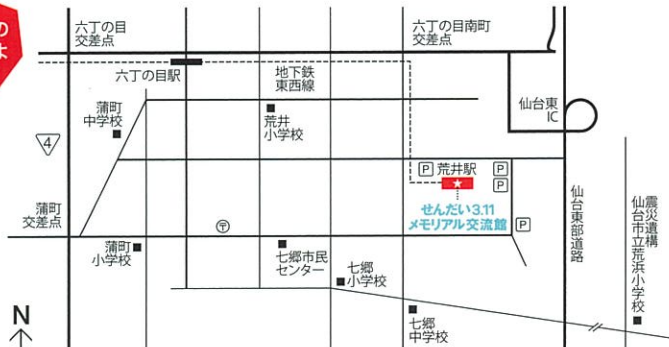 の
よ
六丁の目
交差点
六丁の目南町
交差点
六丁の目駅
地下鉄
東西線
蒲町
中学校
荒井
小学校
仙台東
IC
4
P
荒井駅
P
P
せんだい3.11
メモリアル交流館
P
蒲町
交差点
〒
蒲町
小学校
七郷市民
センター
七郷
小学校
七郷
中学校
仙台東部道路
震災遺構
仙台市立荒浜小学校
N